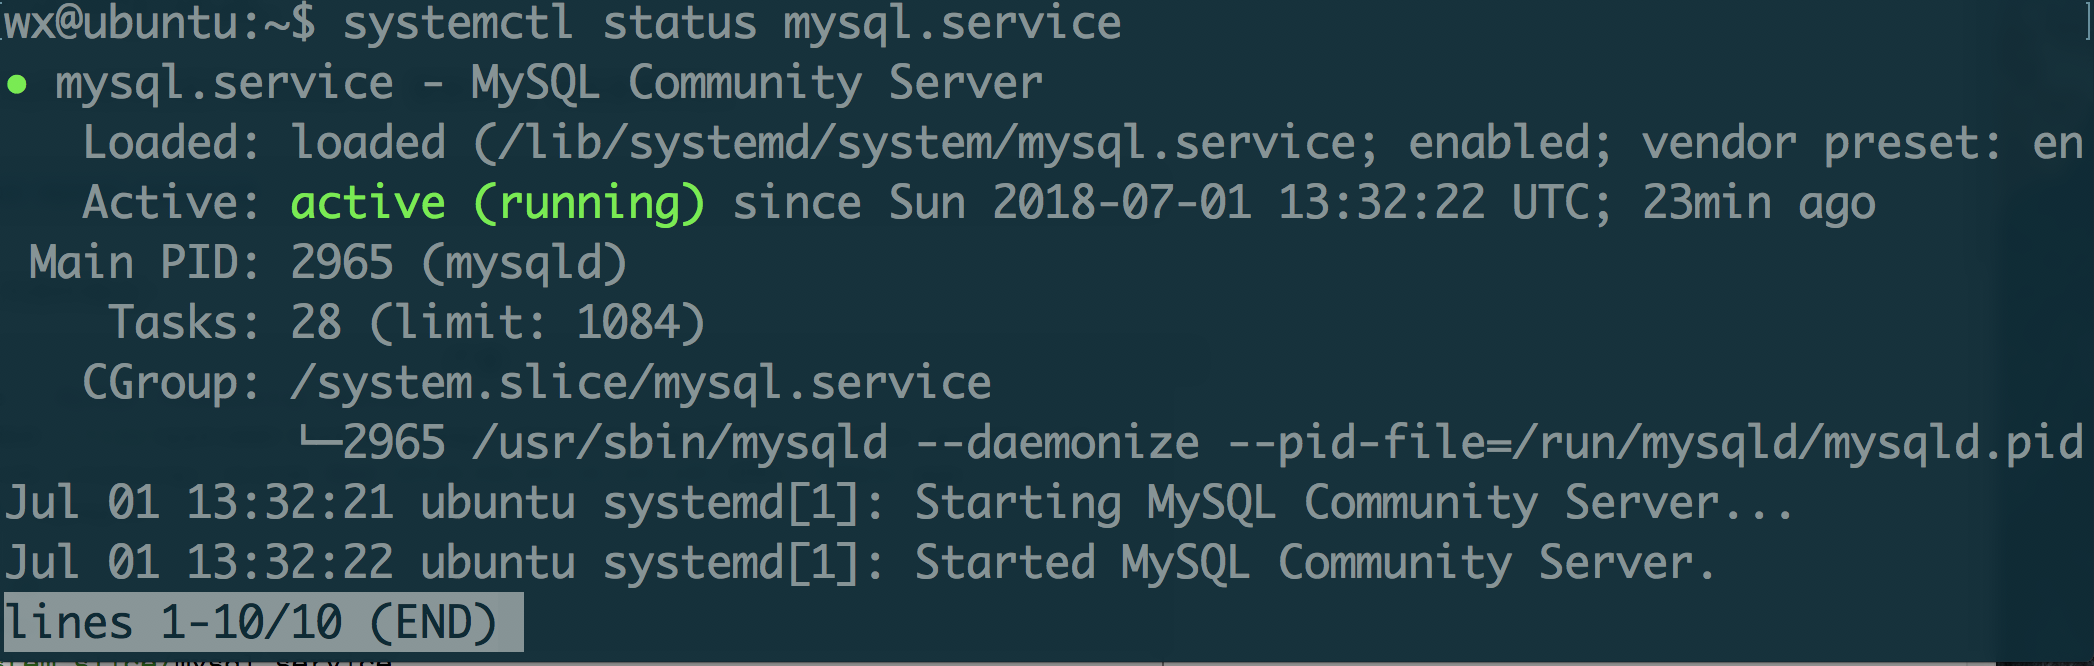 [wx@ubuntu:~$ systemctl status mysql.service ]
● mysql.service - MySQL Community Server
Loaded: loaded (/lib/systemd/system/mysql.service; enabled; vendor preset: en
Active: active (running) since Sun 2018-07-01 13:32:22 UTC; 23min ago
Main PID: 2965 (mysqld)
Tasks: 28 (limit: 1084)
CGroup: /system.slice/mysql.service
└─2965 /usr/sbin/mysqld --daemonize --pid-file=/run/mysqld/mysqld.pid
Jul 01 13:32:21 ubuntu systemd[1]: Starting MySQL Community Server...
Jul 01 13:32:22 ubuntu systemd[1]: Started MySQL Community Server.
lines 1-10/10 (END)